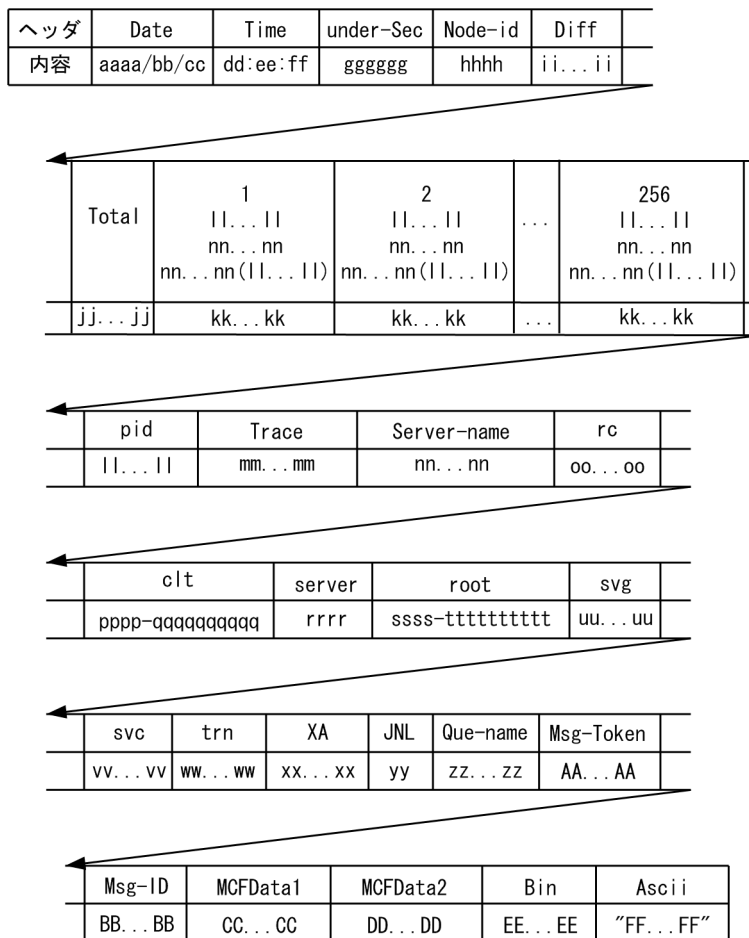 ヘッダ Date Time under-Sec Node-id Diff
内容 aaaa/bb/cc dd:ee:ff gggggg hhhh ii...ii
Total 1 2 ... 256
ll...ll ll...ll ll...ll
nn...nn nn...nn nn...nn
nn...nn(ll...ll) nn...nn(ll...ll) nn...nn(ll...ll)
jj...jj kk...kk kk...kk ... kk...kk
pid Trace Server-name rc
ll...ll mm...mm nn...nn oo...oo
clt server root svg
pppp-qqqqqqqqqq rrrr ssss-tttttttttt uu...uu
svc trn XA JNL Que-name Msg-Token
vv...vv ww...ww xx...xx yy zz...zz AA...AA
Msg-ID MCFData1 MCFData2 Bin Ascii
BB...BB CC...CC DD...DD EE...EE "FF...FF"